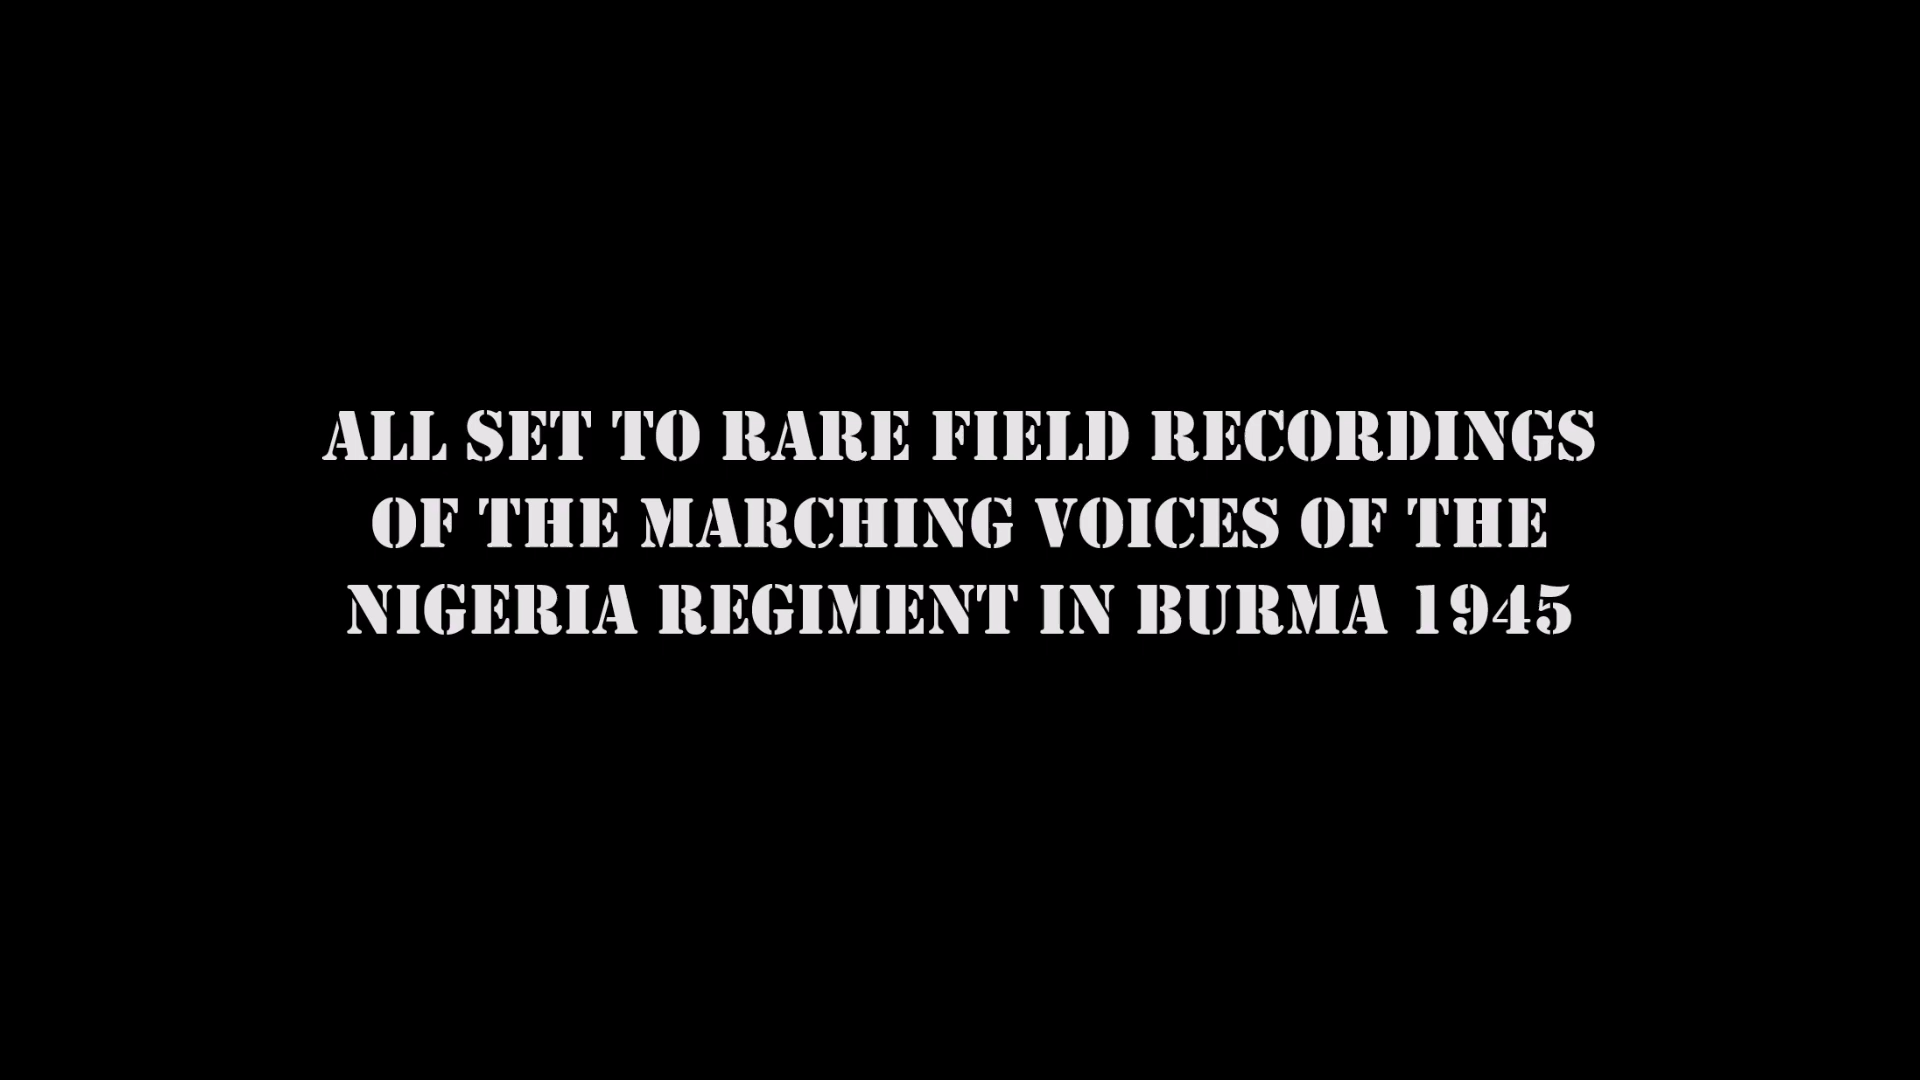 ALL SET TO RARE FIELD RECORDINGS
OF THE MARCHING VOICES OF THE
NIGERIA REGIMENT IN BURMA 1945